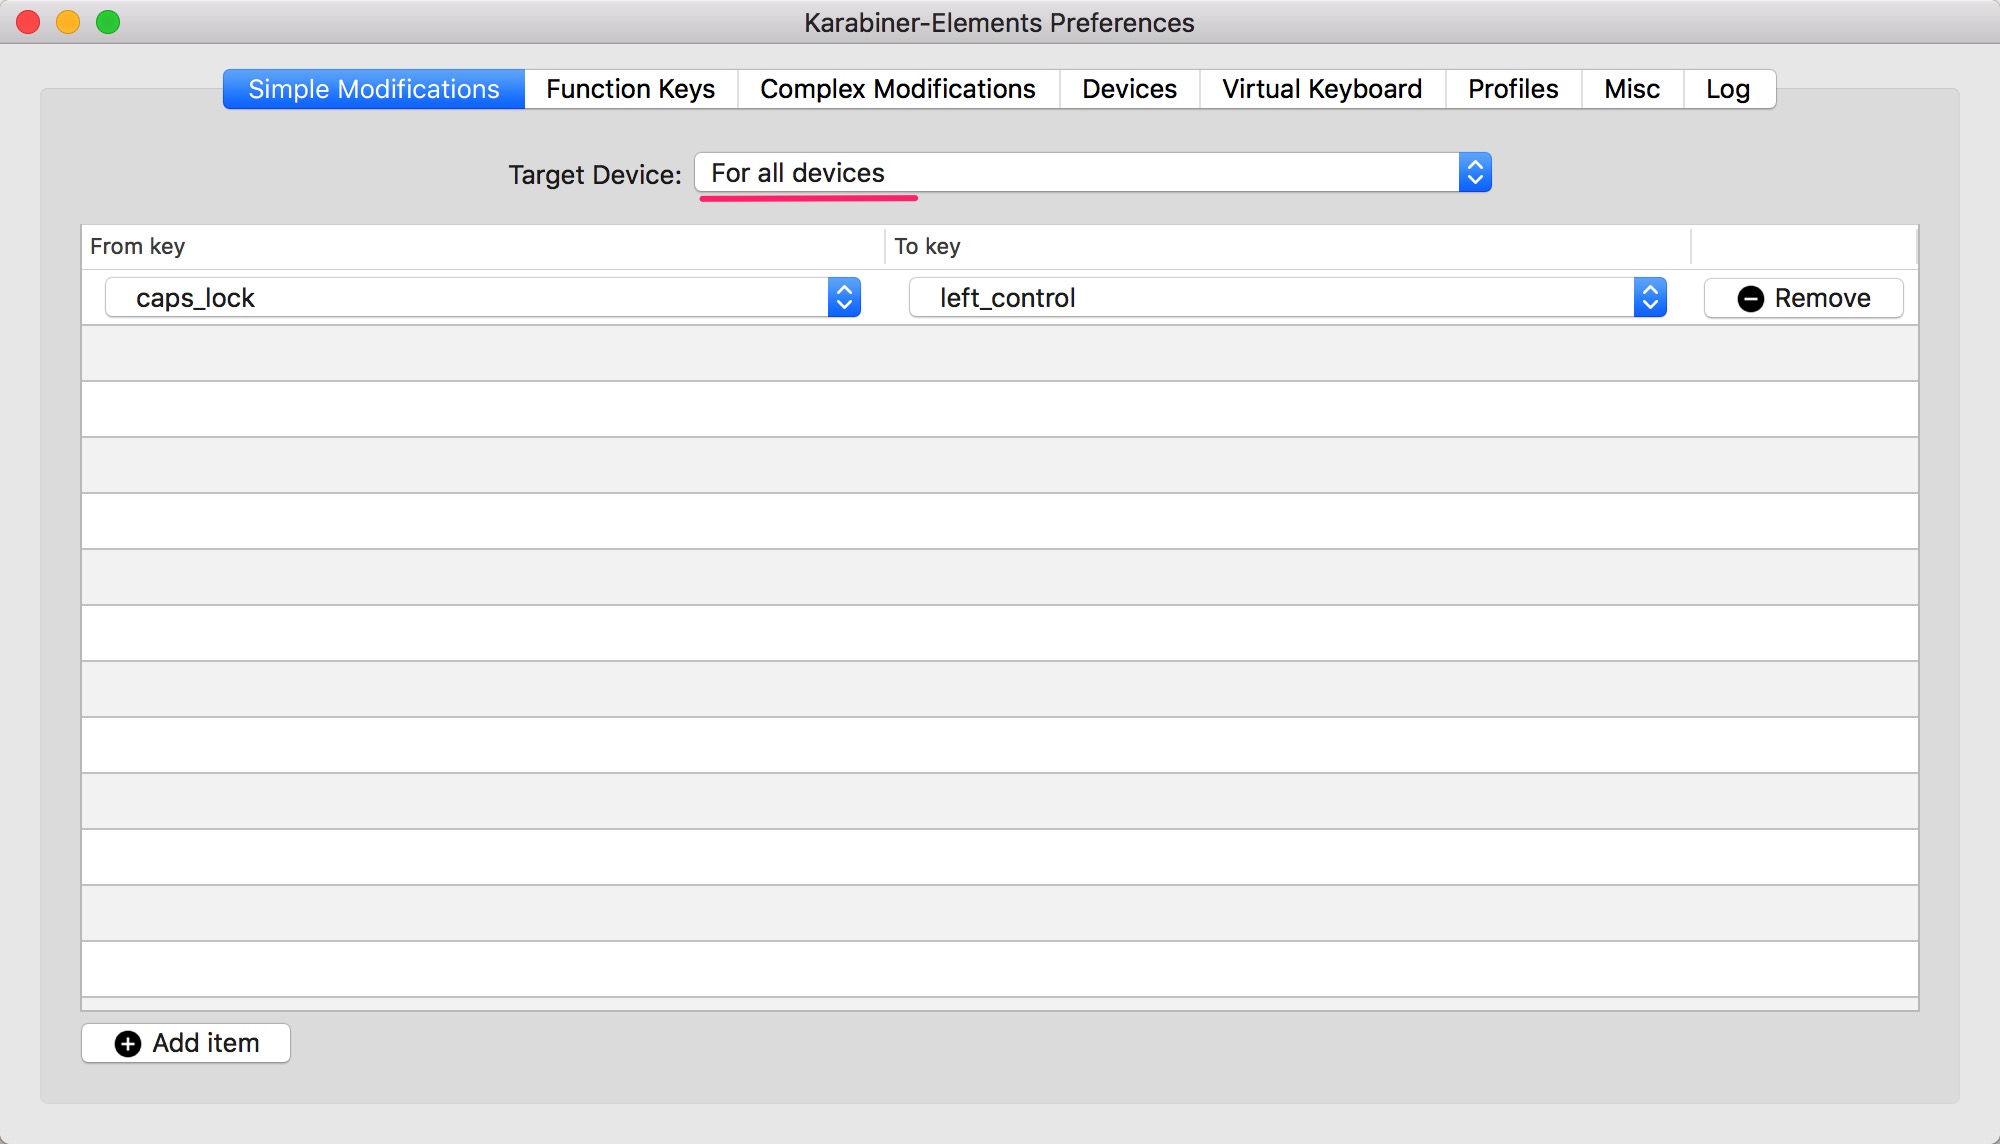 Karabiner-Elements Preferences
Simple Modifications Function Keys Complex Modifications Devices Virtual Keyboard Profiles Misc Log
Target Device: For all devices
From key To key
caps_lock left_control Remove
Add item